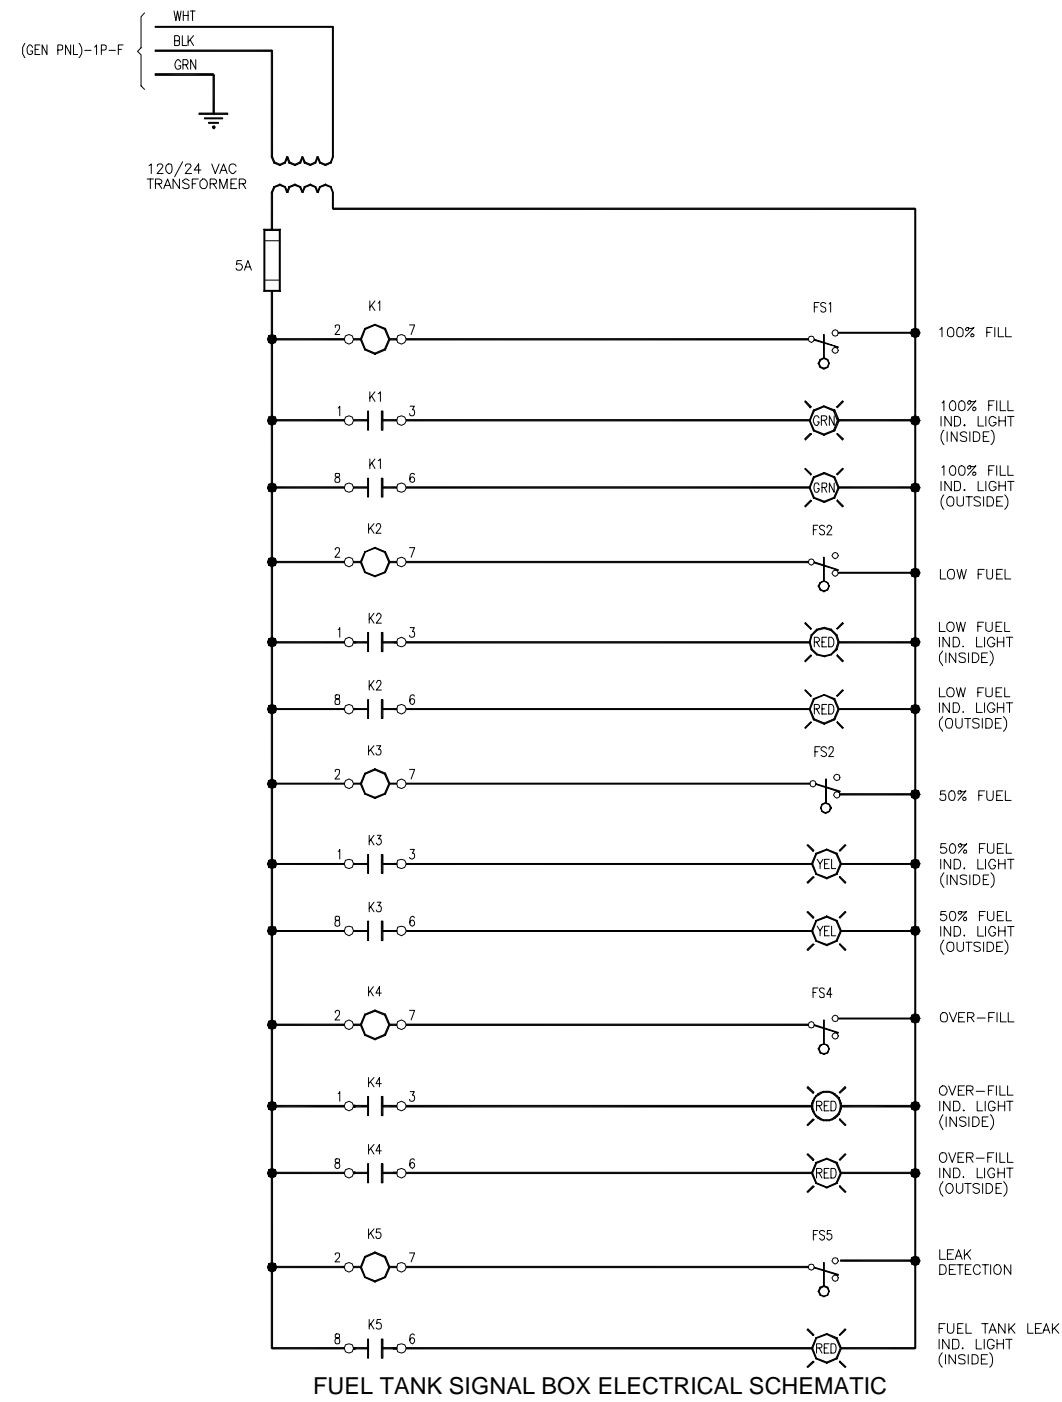 WHT
(GEN PNL)-1P-F
BLK
GRN
120/24 VAC
TRANSFORMER
5A
K1
FS1
2
7
100% FILL
K1
1
3
GRN
100% FILL
IND. LIGHT
(INSIDE)
K1
8
6
GRN
100% FILL
IND. LIGHT
(OUTSIDE)
K2
FS2
2
7
LOW FUEL
K2
1
3
RED
LOW FUEL
IND. LIGHT
(INSIDE)
K2
8
6
RED
LOW FUEL
IND. LIGHT
(OUTSIDE)
K3
FS2
2
7
50% FUEL
K3
1
3
YEL
50% FUEL
IND. LIGHT
(INSIDE)
K3
8
6
YEL
50% FUEL
IND. LIGHT
(OUTSIDE)
K4
FS4
2
7
OVER-FILL
K4
1
3
RED
OVER-FILL
IND. LIGHT
(INSIDE)
K4
8
6
RED
OVER-FILL
IND. LIGHT
(OUTSIDE)
K5
FS5
2
7
LEAK
DETECTION
K5
8
6
RED
FUEL TANK LEAK
IND. LIGHT
(INSIDE)
FUEL TANK SIGNAL BOX ELECTRICAL SCHEMATIC